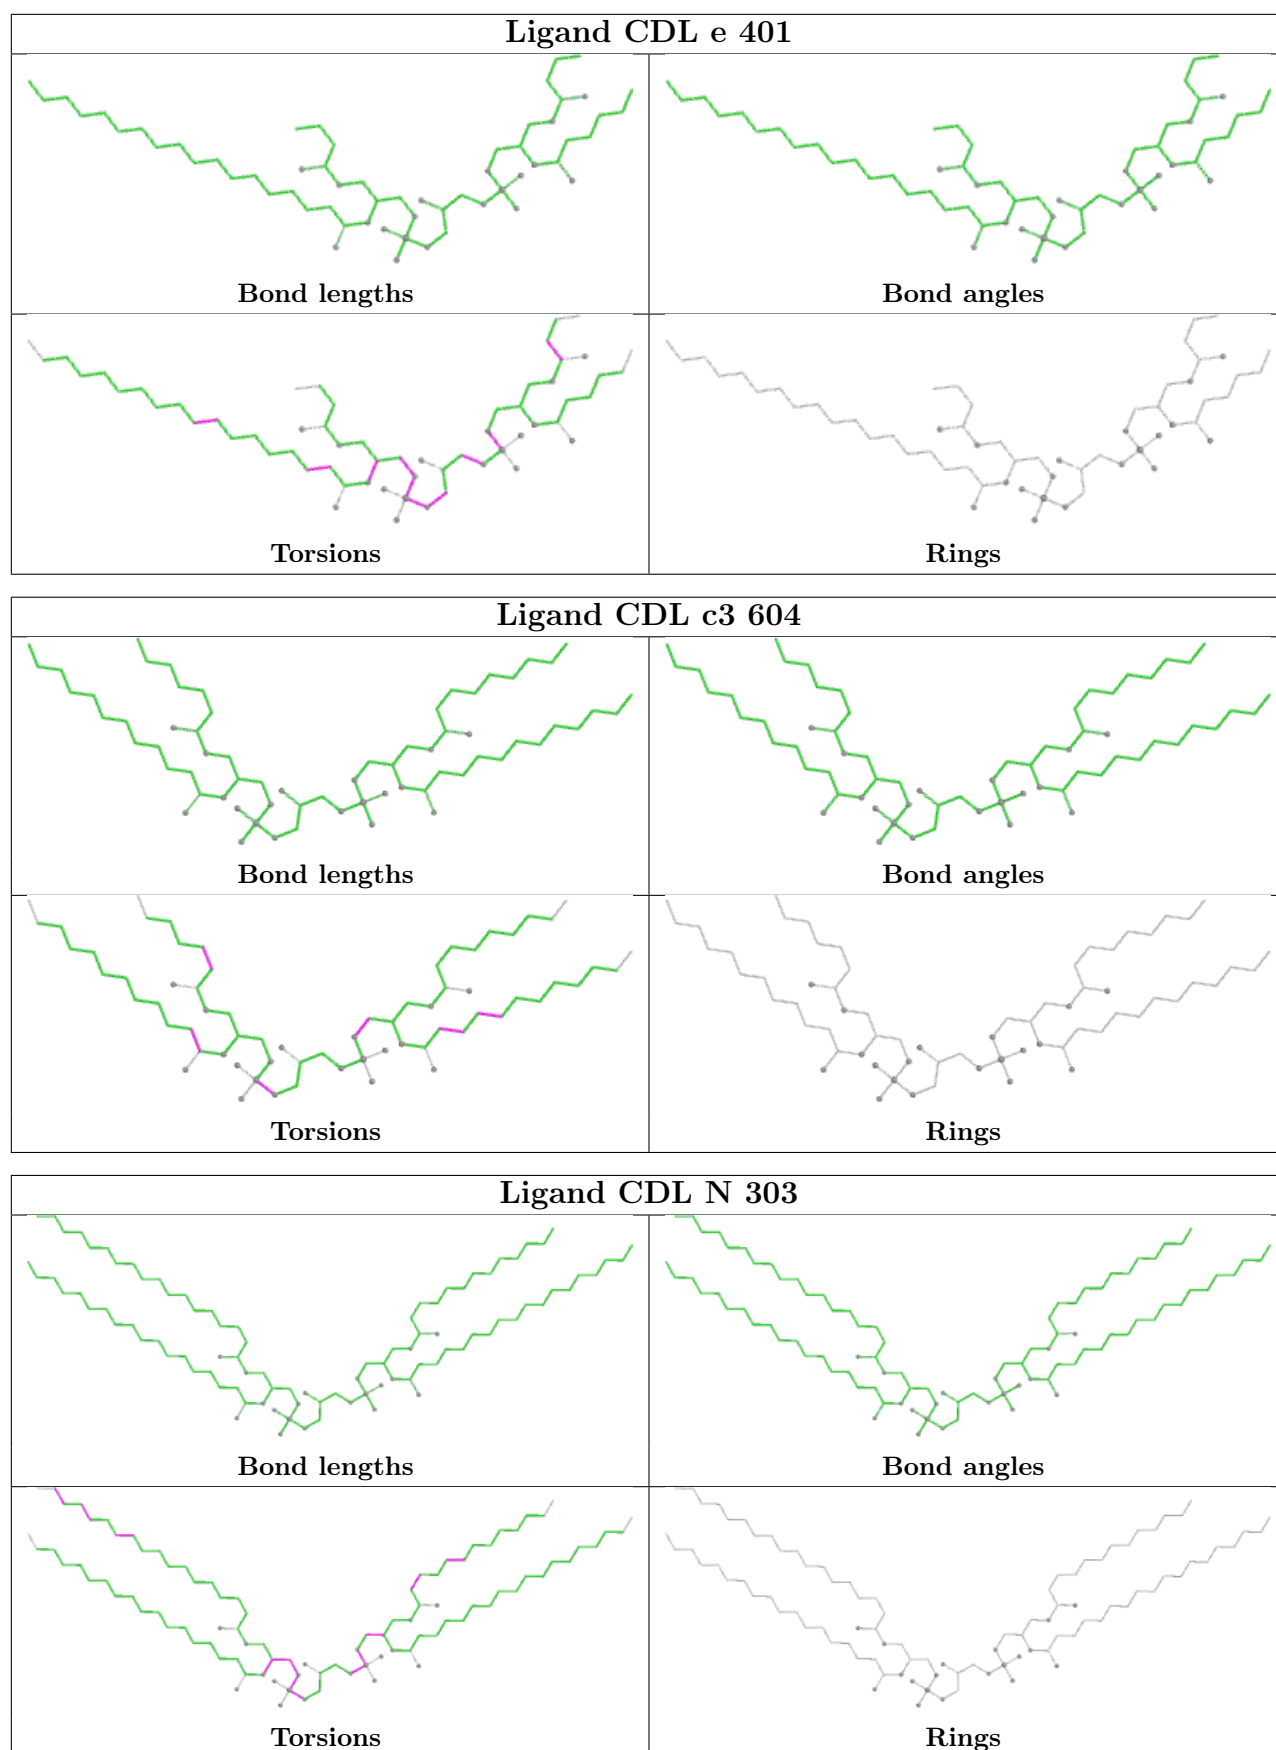 Ligand CDL e 401
Bond lengths
Bond angles
Torsions
Rings
Ligand CDL c3 604
Bond lengths
Bond angles
Torsions
Rings
Ligand CDL N 303
Bond lengths
Bond angles
Torsions
Rings